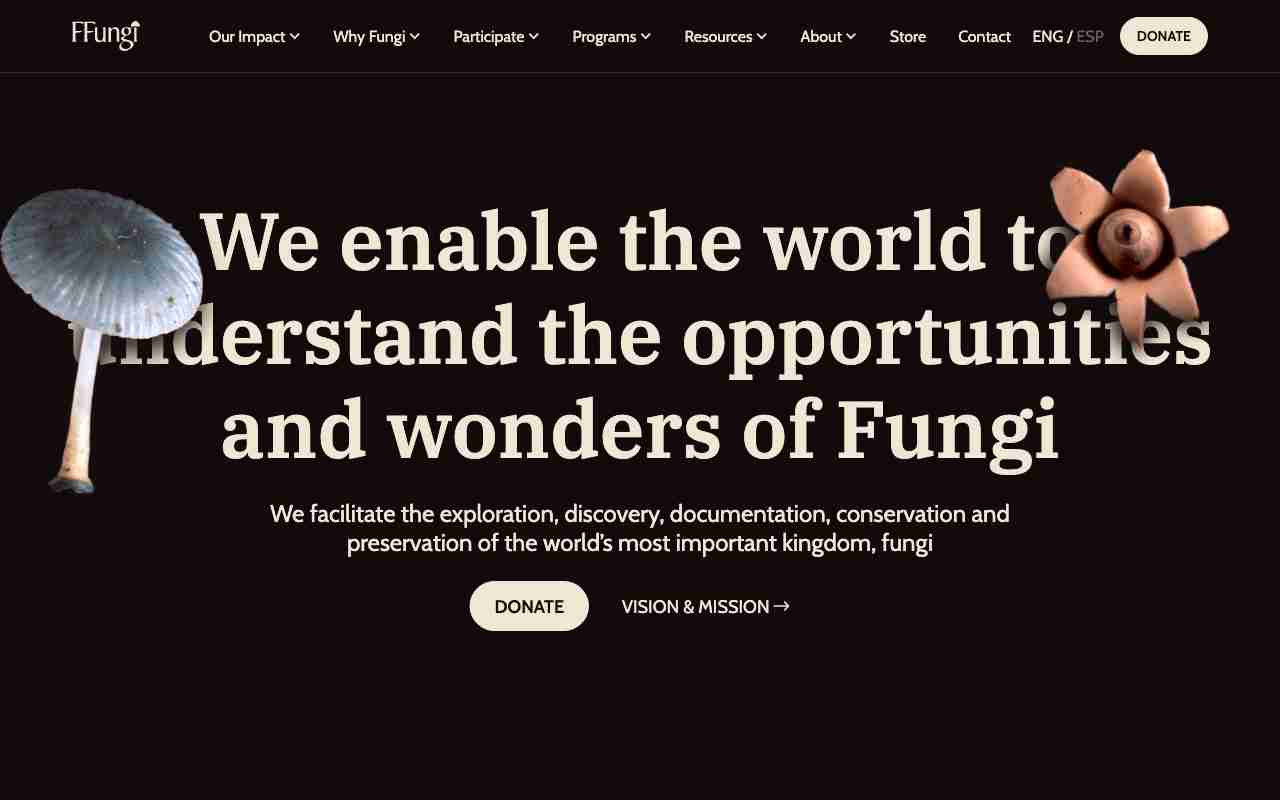 FFungi
Our Impact
Why Fungi
Participate
Programs
Resources
About
Store
Contact
ENG / ESP
DONATE
We enable the world to
understand the opportunities
and wonders of Fungi
We facilitate the exploration, discovery, documentation, conservation and
preservation of the world’s most important kingdom, fungi
DONATE
VISION & MISSION →